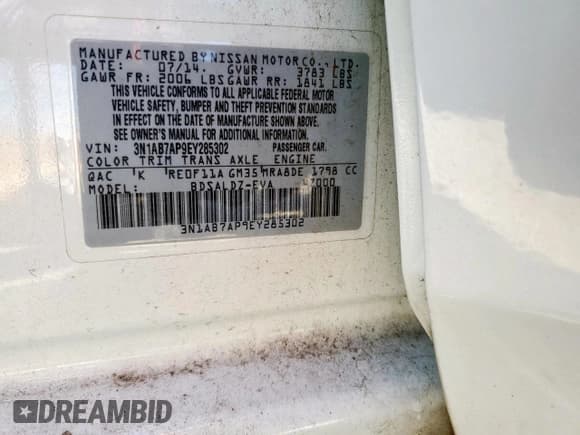 MANUFACTURED BY NISSAN MOTOR CO., LTD.
DATE: 07/14. GVWR: 3783 LBS
GAWR FR: 2006 LBS GAWR RR: 1841 LBS
THIS VEHICLE CONFORMS TO ALL APPLICABLE FEDERAL MOTOR
VEHICLE SAFETY, BUMPER AND THEFT PREVENTION STANDARDS
IN EFFECT ON THE DATE OF MANUFACTURE SHOWN ABOVE.
SEE OWNER'S MANUAL FOR ADDITIONAL INFORMATION.
VIN: 3N1AB7AP9EY285302 PASSENGER CAR.
COLOR TRIM TRANS AXLE ENGINE
QAC K RE0F11A GM35 MRA8DE 1798 CC
MODEL: BDSALDZ-EVA
3N1AB7AP9EY285302
DREAMBID